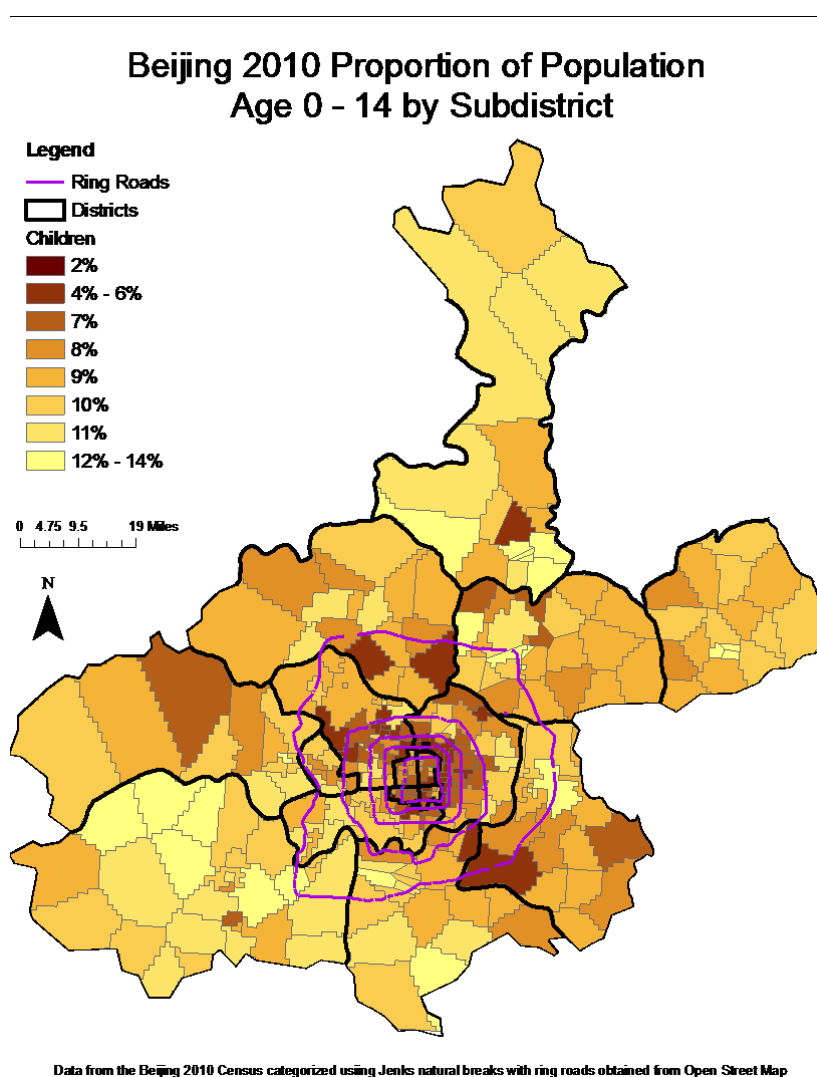 Beijing 2010 Proportion of Population
Age 0 - 14 by Subdistrict
Legend
Ring Roads
Districts
Children
2%
4% - 6%
7%
8%
9%
10%
11%
12% - 14%
0 4.75 9.5 19 Miles
N
Data from the Beijing 2010 Census categorized using Jenks natural breaks with ring roads obtained from Open Street Map